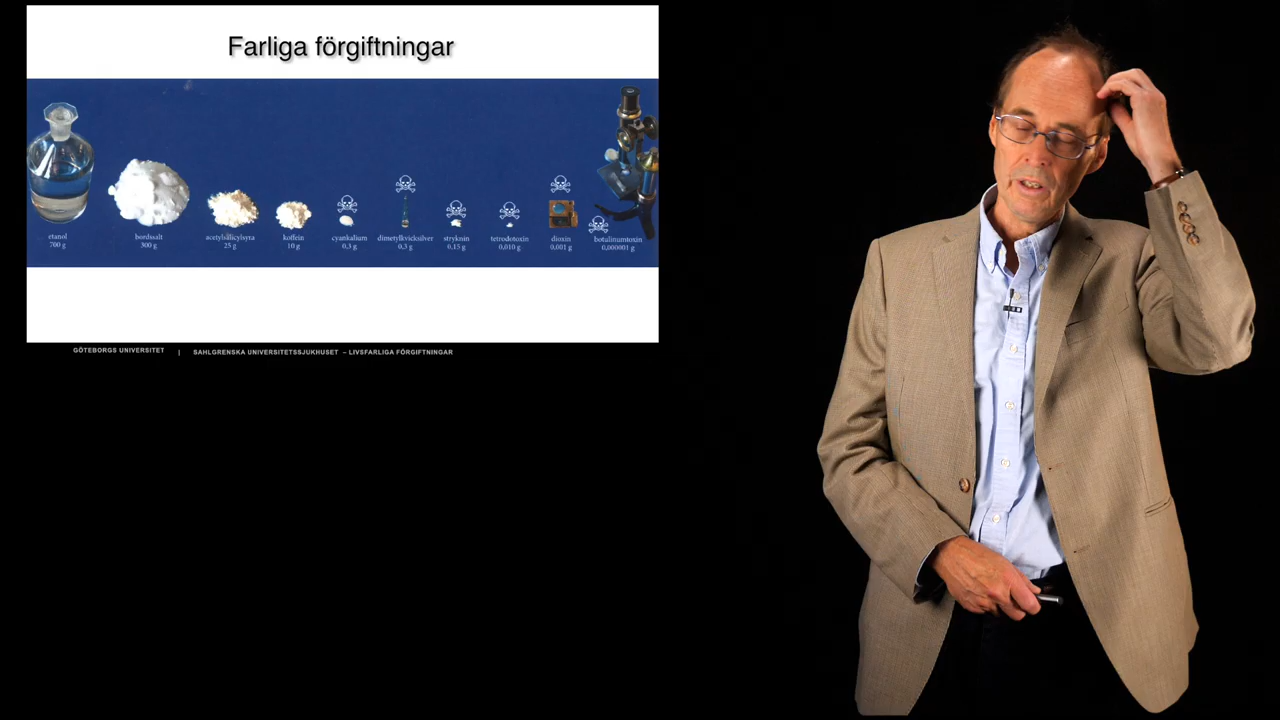 Farliga förgiftningar
etanol
700 g
bordssalt
300 g
acetylsalicylsyra
25 g
koffein
10 g
cyankalium
0,3 g
dimetylkvicksilver
0,3 g
stryknin
0,15 g
tetrodotoxin
0,010 g
dioxin
0,001 g
botulinumtoxin
0,000001 g
GÖTEBORGS UNIVERSITET | SAHLGRENSKA UNIVERSITETSSJUKHUSET – LIVSFARLIGA FÖRGIFTNINGAR